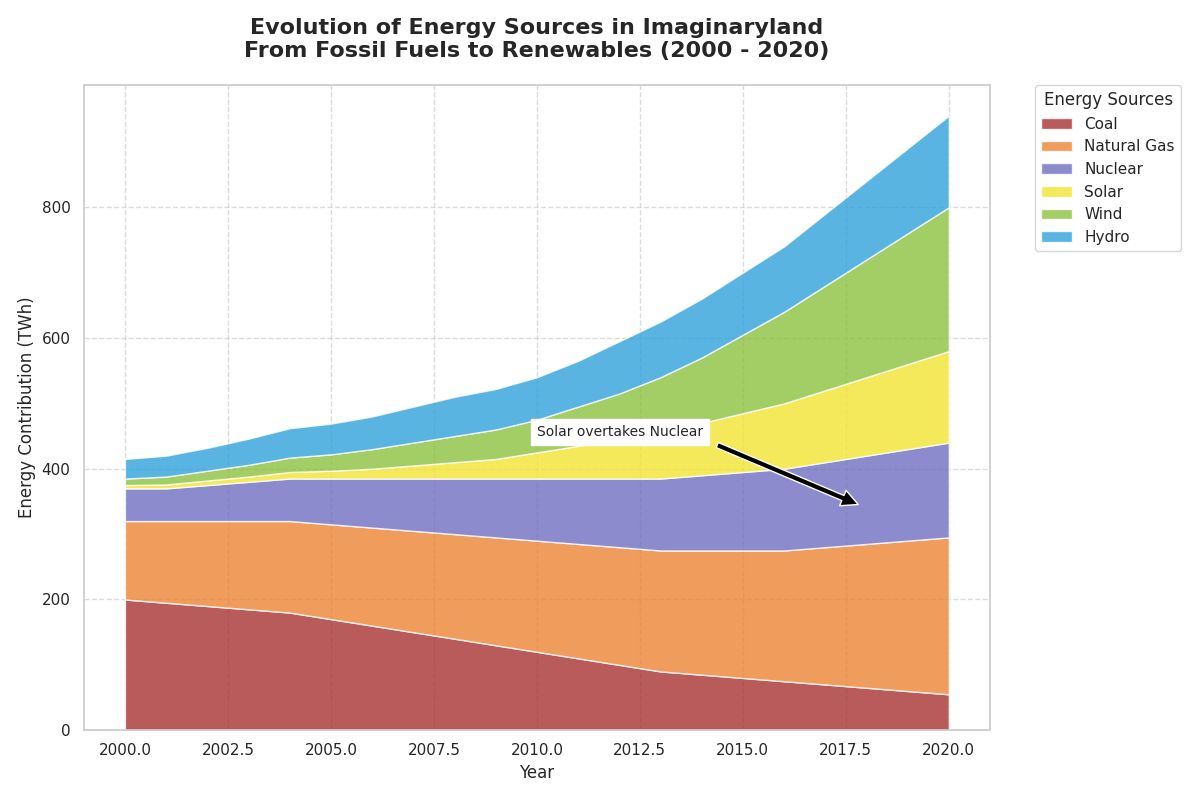 Evolution of Energy Sources in Imaginaryland
From Fossil Fuels to Renewables (2000 - 2020)
Energy Sources
Coal
Natural Gas
Nuclear
Solar
Wind
Hydro
Energy Contribution (TWh)
800
600
400
200
0
Solar overtakes Nuclear
2000.0 2002.5 2005.0 2007.5 2010.0 2012.5 2015.0 2017.5 2020.0
Year